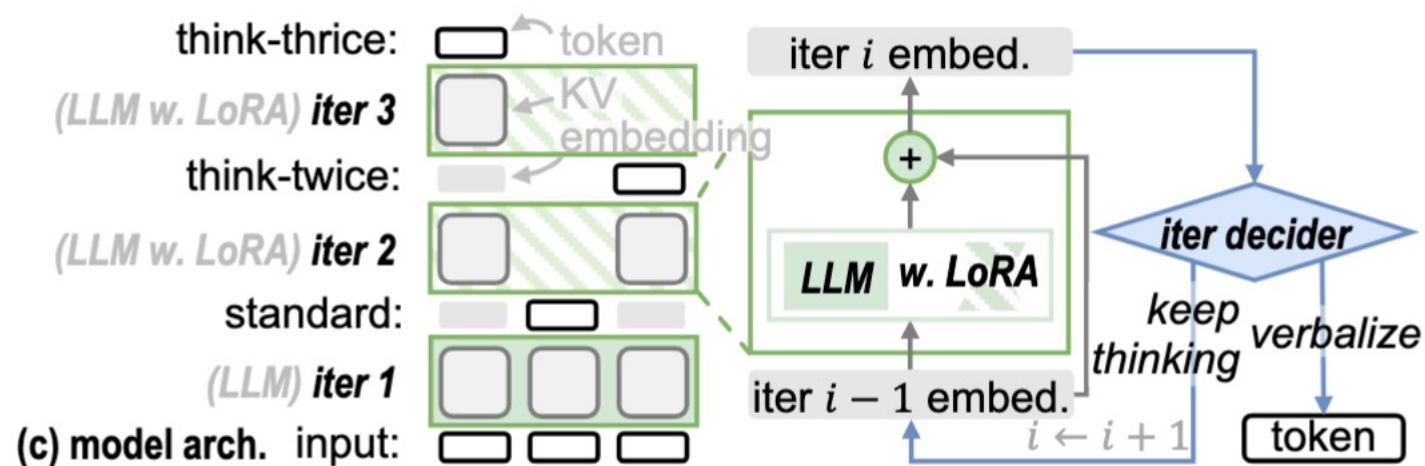 think-thrice:
token
(LLM w. LoRA) iter 3
KV
embedding
think-twice:
(LLM w. LoRA) iter 2
standard:
(LLM) iter 1
(c) model arch. input:
iter i embed.
+
LLM w. LoRA
iter i − 1 embed.
iter decider
keep
thinking
verbalize
i ← i + 1
token